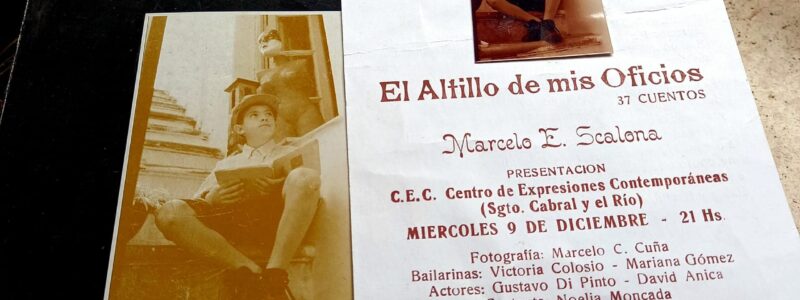 El Altillo de mis Oficios
37 CUENTOS
Marcelo E. Scalona
PRESENTACION
C.E.C. Centro de Expresiones Contemporáneas
(Sgto. Cabral y el Río)
MIERCOLES 9 DE DICIEMBRE - 21 Hs.
Fotografía: Marcelo C. Cuña
Bailarinas: Victoria Colosio - Mariana Gómez
Actores: Gustavo Di Pinto - David Anica
Noelia Moncada